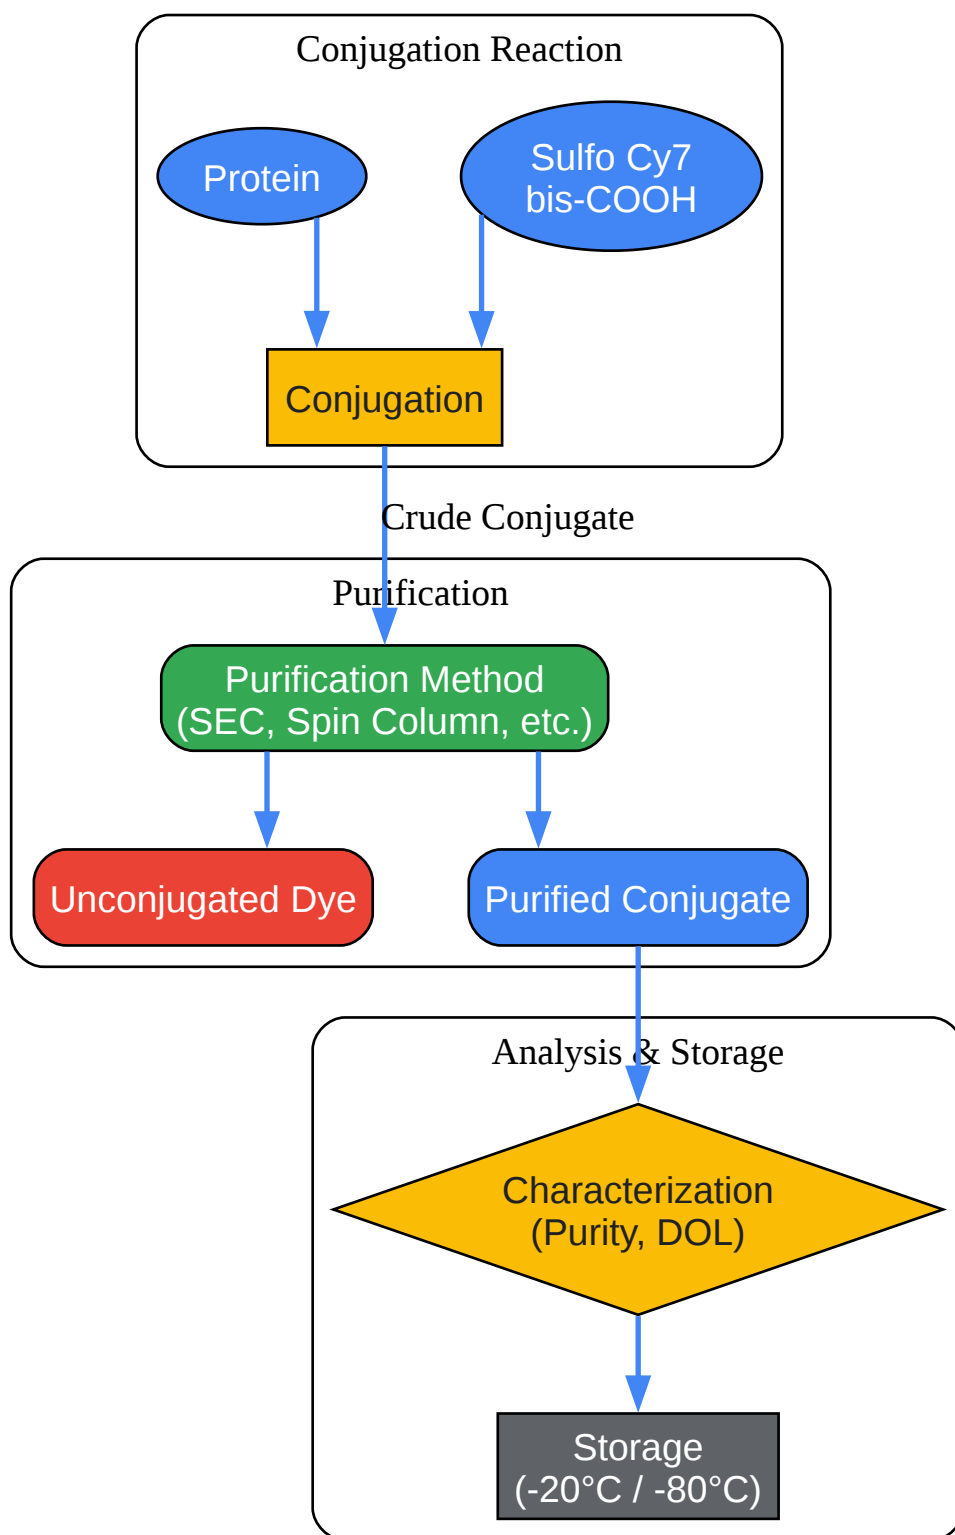 Conjugation Reaction
Protein
Sulfo Cy7
bis-COOH
Conjugation
Crude Conjugate
Purification
Purification Method
(SEC, Spin Column, etc.)
Unconjugated Dye
Purified Conjugate
Analysis & Storage
Characterization
(Purity, DOL)
Storage
(-20°C / -80°C)